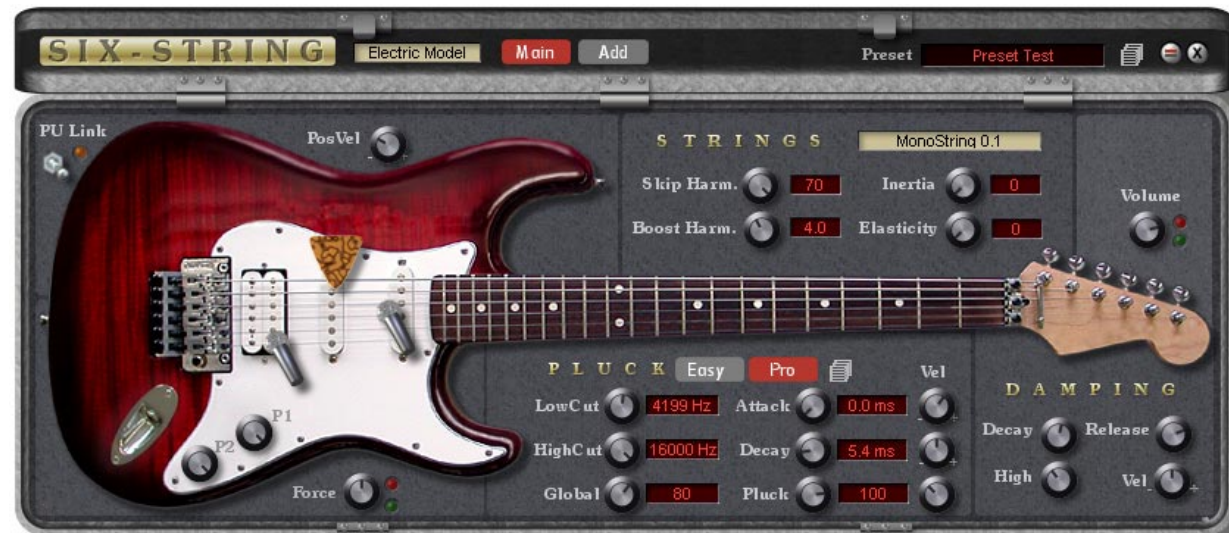 SIX-STRING Electric Model Main Add Preset Preset Test X
PU Link
PosVel - +
STRINGS MonoString 0.1
Skip Harm. 70 Inertia 0
Boost Harm. 4.0 Elasticity 0
Volume
PLUCK Easy Pro Vel
LowCut 4199 Hz Attack 0.0 ms - +
HighCut 16000 Hz Decay 5.4 ms - +
Global 80 Pluck 100
P1
P2
Force
DAMPING
Decay Release
High Vel - +